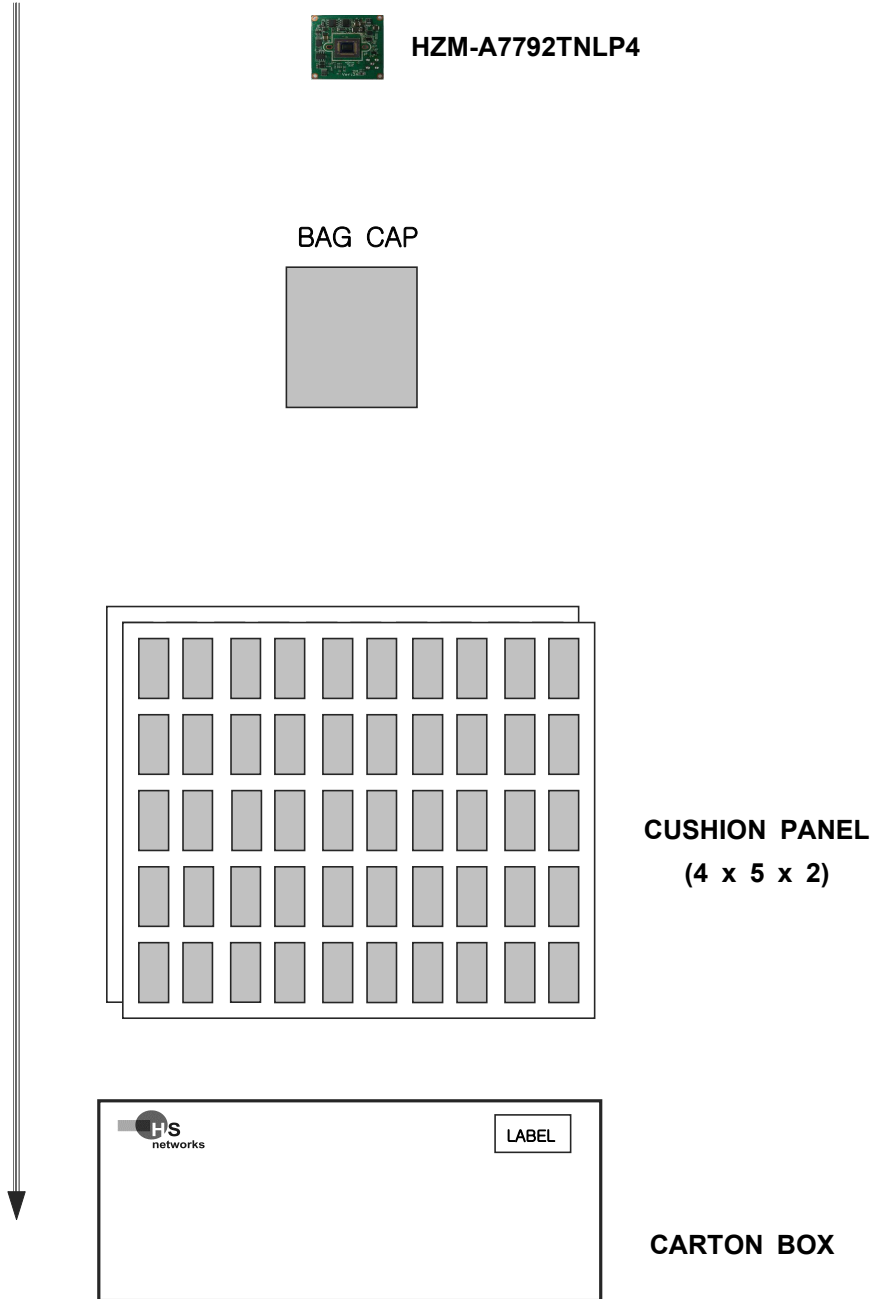 HZM-A7792TNLP4
BAG CAP
CUSHION PANEL
(4 x 5 x 2)
HS
networks
LABEL
CARTON BOX